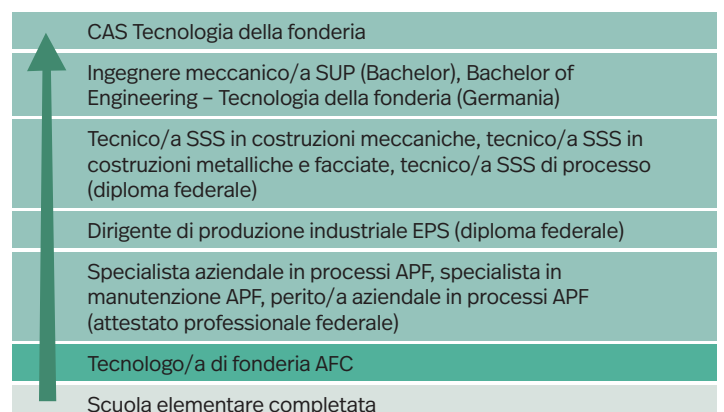 CAS Tecnologia della fonderia
Ingegnere meccanico/a SUP (Bachelor), Bachelor of
Engineering – Tecnologia della fonderia (Germania)
Tecnico/a SSS in costruzioni meccaniche, tecnico/a SSS in
costruzioni metalliche e facciate, tecnico/a SSS di processo
(diploma federale)
Dirigente di produzione industriale EPS (diploma federale)
Specialista aziendale in processi APF, specialista in
manutenzione APF, perito/a aziendale in processi APF
(attestato professionale federale)
Tecnologo/a di fonderia AFC
Scuola elementare completata